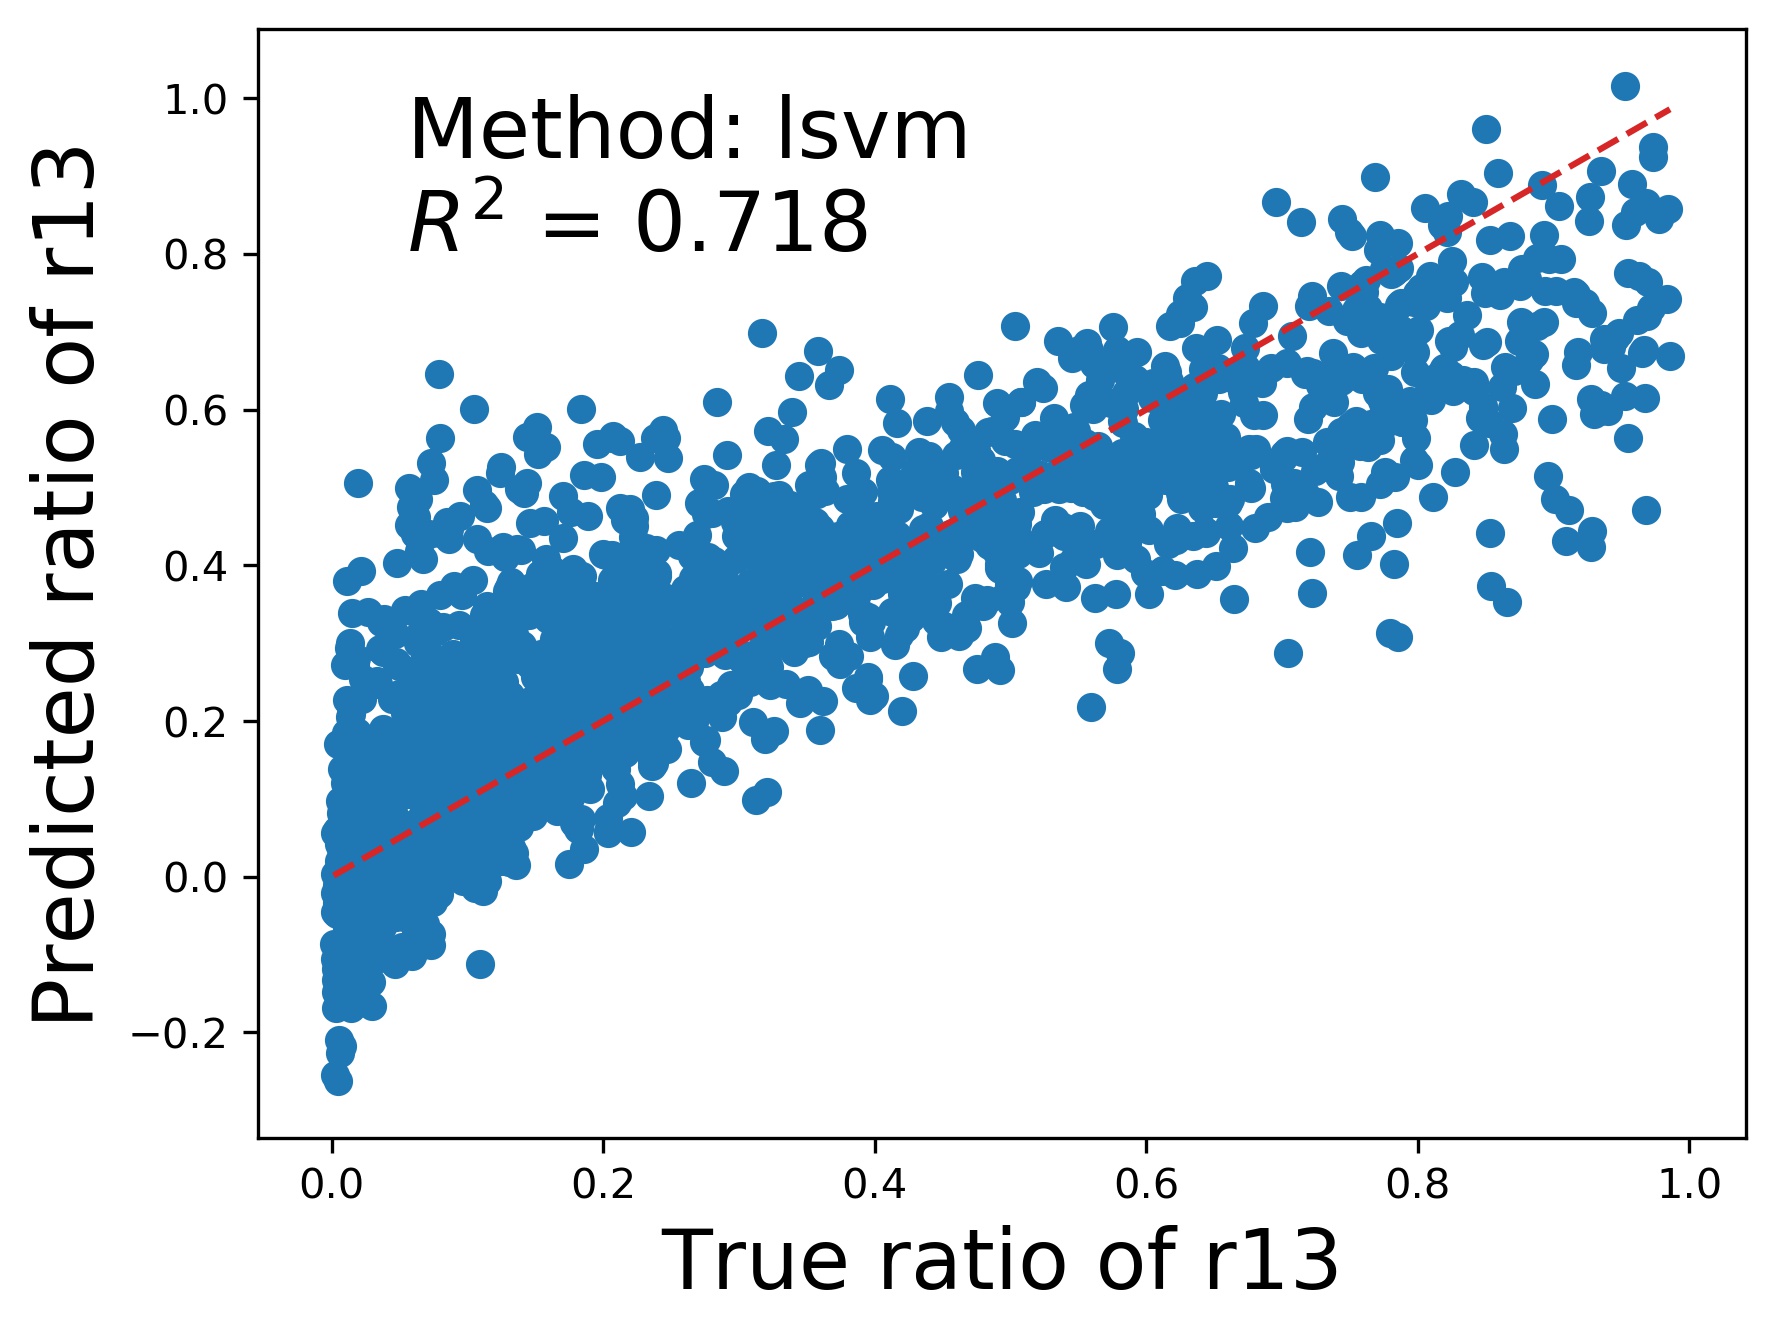 Method: lsvm
R² = 0.718
Predicted ratio of r13
1.0
0.8
0.6
0.4
0.2
0.0
−0.2
0.0 0.2 0.4 0.6 0.8 1.0
True ratio of r13